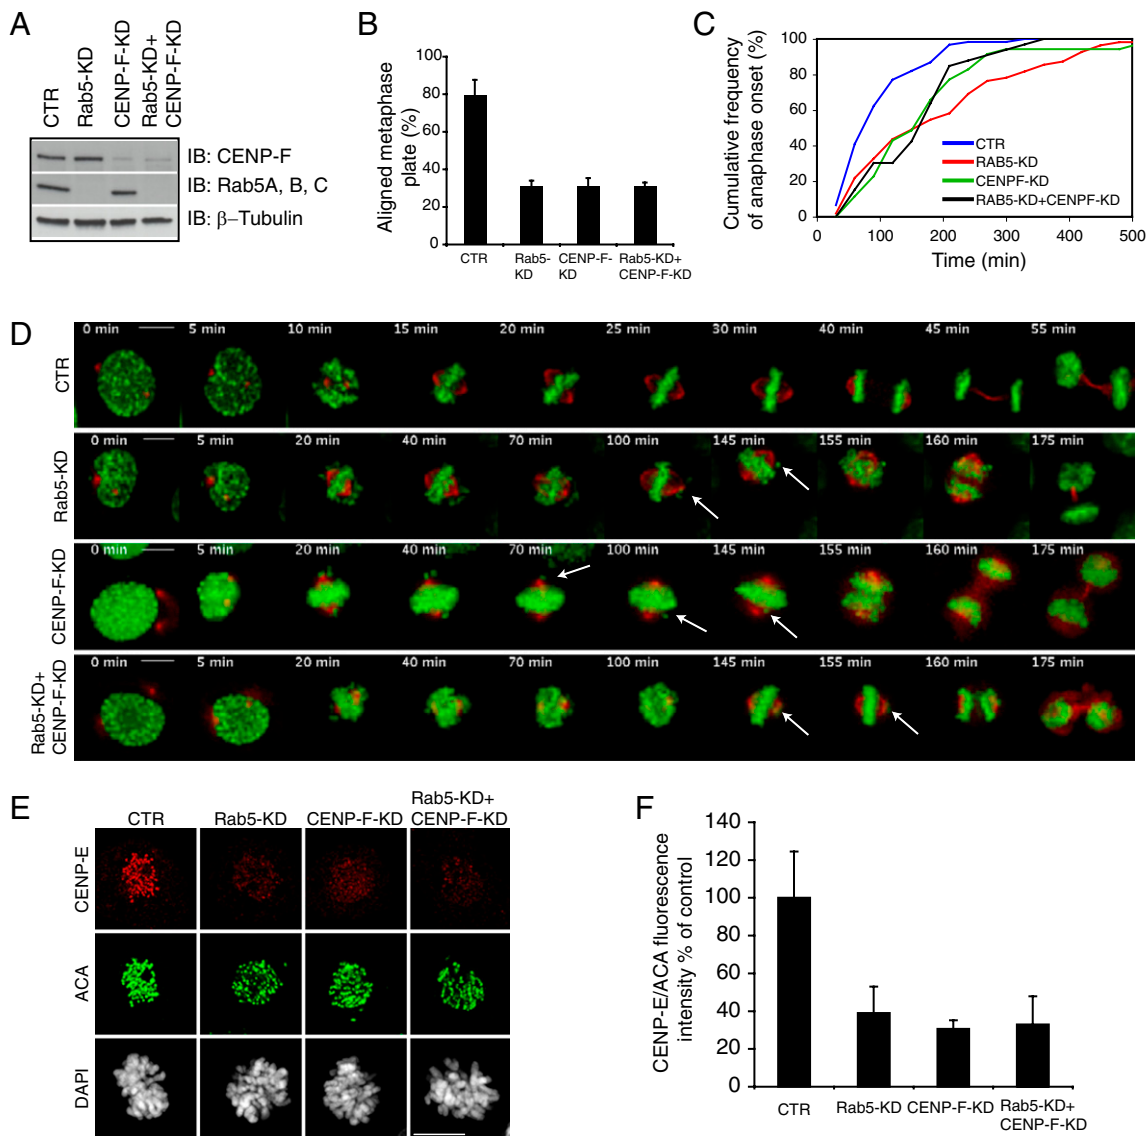 A
CTR
Rab5-KD
CENP-F-KD
Rab5-KD+
CENP-F-KD
IB: CENP-F
IB: Rab5A, B, C
IB: β–Tubulin
B
Aligned metaphase
plate (%)
100
80
60
40
20
0
CTR
Rab5-
KD
CENP-F-
KD
Rab5-KD+
CENP-F-KD
C
Cumulative frequency
of anaphase onset (%)
100
80
60
40
20
0
CTR
RAB5-KD
CENPF-KD
RAB5-KD+CENPF-KD
0 100 200 300 400 500
Time (min)
D
CTR
0 min 5 min 10 min 15 min 20 min 25 min 30 min 40 min 45 min 55 min
Rab5-KD
0 min 5 min 20 min 40 min 70 min 100 min 145 min 155 min 160 min 175 min
CENP-F-KD
0 min 5 min 20 min 40 min 70 min 100 min 145 min 155 min 160 min 175 min
Rab5-KD+
CENP-F-KD
0 min 5 min 20 min 40 min 70 min 100 min 145 min 155 min 160 min 175 min
E
CTR Rab5-KD CENP-F-KD Rab5-KD+
CENP-F-KD
CENP-E
ACA
DAPI
F
CENP-E/ACA fluorescence
intensity % of control
140
120
100
80
60
40
20
0
CTR
Rab5-KD
CENP-F-KD
Rab5-KD+
CENP-F-KD